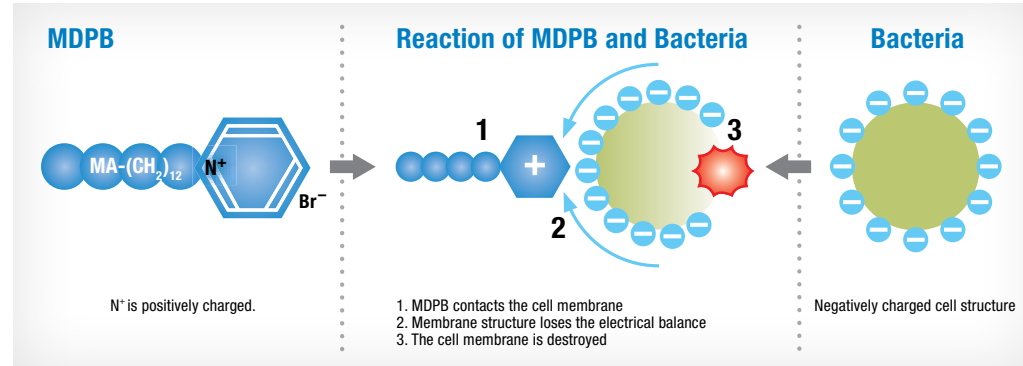 MDPB
MA-(CH₂)₁₂
N⁺
Br⁻
N⁺ is positively charged.
Reaction of MDPB and Bacteria
1
+
2
3
1. MDPB contacts the cell membrane
2. Membrane structure loses the electrical balance
3. The cell membrane is destroyed
Bacteria
Negatively charged cell structure